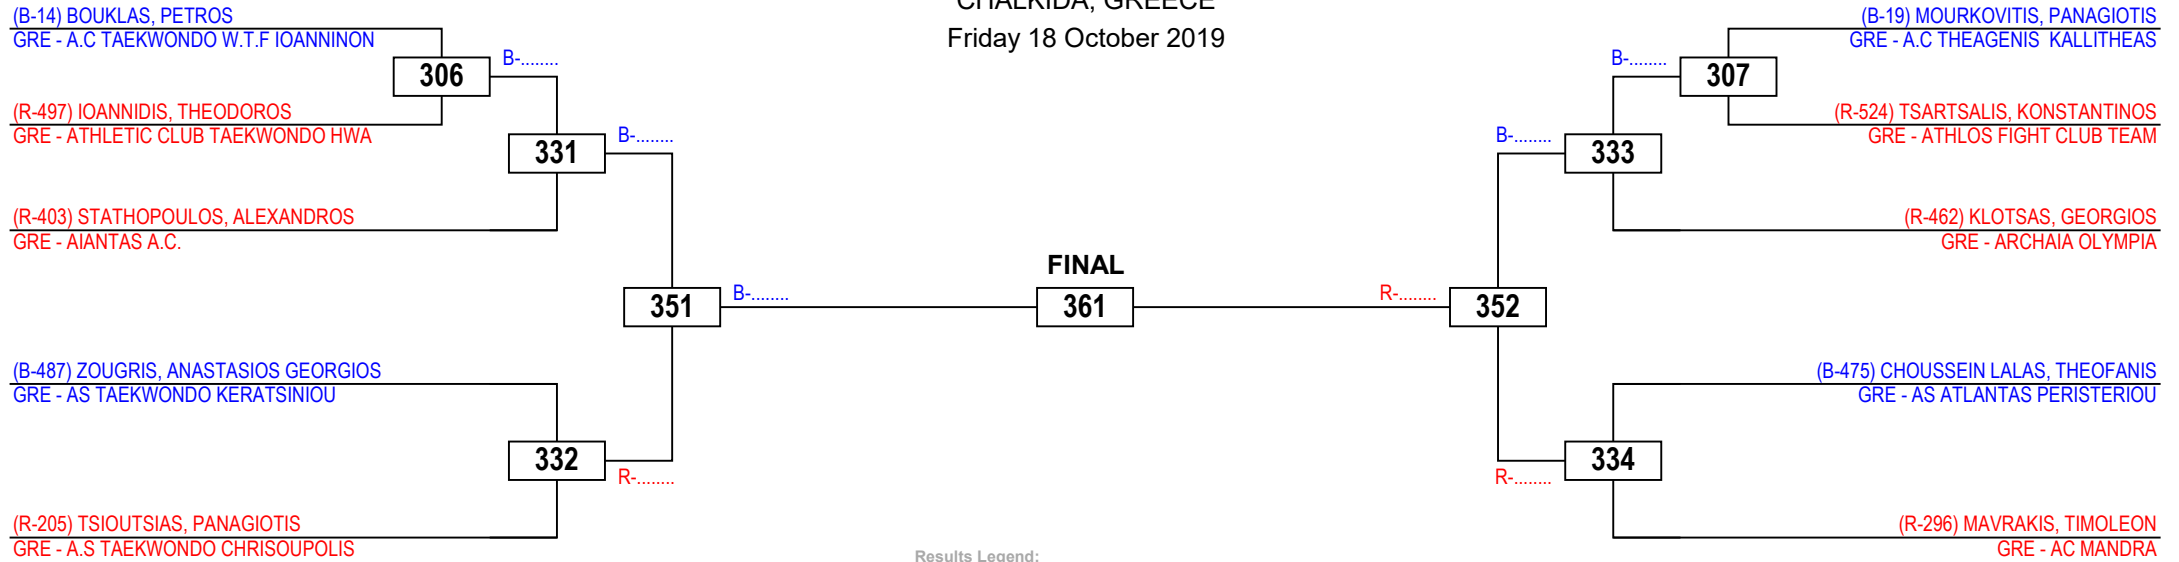 CHALKIDA, GREECE
Friday 18 October 2019
(B-14) BOUKLAS, PETROS
GRE - A.C TAEKWONDO W.T.F IOANNINON
306
B-........
(R-497) IOANNIDIS, THEODOROS
GRE - ATHLETIC CLUB TAEKWONDO HWA
331
B-........
(R-403) STATHOPOULOS, ALEXANDROS
GRE - AIANTAS A.C.
351
B-........
(B-487) ZOUGRIS, ANASTASIOS GEORGIOS
GRE - AS TAEKWONDO KERATSINIOU
332
R-........
(R-205) TSIOUTSIAS, PANAGIOTIS
GRE - A.S TAEKWONDO CHRISOUPOLIS
FINAL
361
(B-19) MOURKOVITIS, PANAGIOTIS
GRE - A.C THEAGENIS  KALLITHEAS
B-........
307
(R-524) TSARTSALIS, KONSTANTINOS
GRE - ATHLOS FIGHT CLUB TEAM
B-........
333
(R-462) KLOTSAS, GEORGIOS
GRE - ARCHAIA OLYMPIA
R-........
352
(B-475) CHOUSSEIN LALAS, THEOFANIS
GRE - AS ATLANTAS PERISTERIOU
334
R-........
(R-296) MAVRAKIS, TIMOLEON
GRE - AC MANDRA
Results Legend: